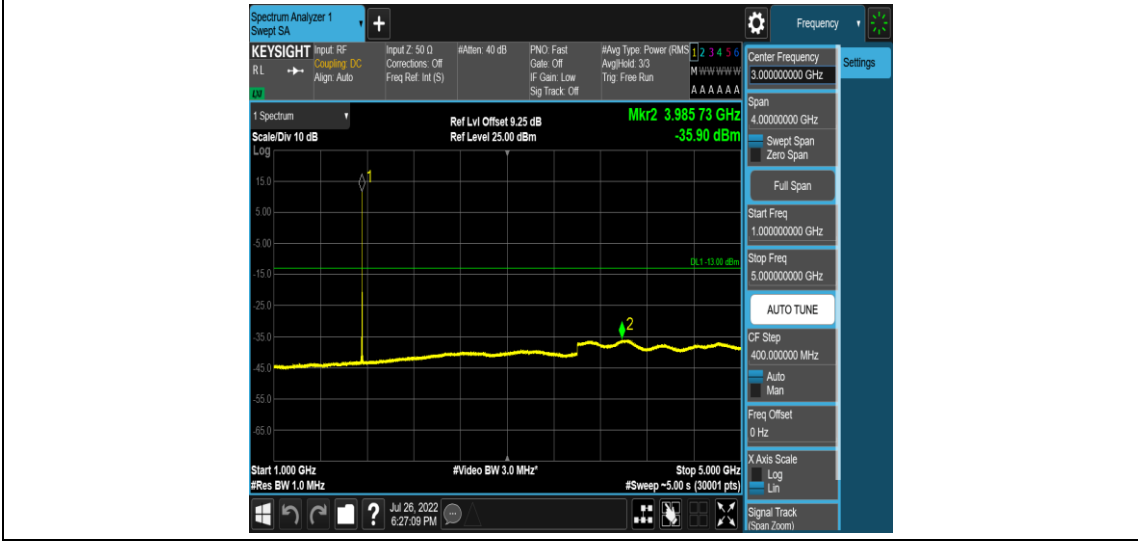 Spectrum Analyzer 1
Swept SA
Frequency
KEYSIGHT
Input: RF
Coupling: DC
Align: Auto
Input Z: 50 Ω
Corrections: Off
Freq Ref: Int (S)
#Atten: 40 dB
PNO: Fast
Gate: Off
IF Gain: Low
Sig Track: Off
#Avg Type: Power (RMS
Avg|Hold: 3/3
Trig: Free Run
1 2 3 4 5 6
M W W W W W
A A A A A A
R L
LXI
1 Spectrum
Scale/Div 10 dB
Log
Ref Lvl Offset 9.25 dB
Ref Level 25.00 dBm
Mkr2 3.985 73 GHz
-35.90 dBm
15.0
5.00
-5.00
-15.0
-25.0
-35.0
-45.0
-55.0
-65.0
1
2
DL1 -13.00 dBm
Start 1.000 GHz
#Res BW 1.0 MHz
#Video BW 3.0 MHz*
Stop 5.000 GHz
#Sweep ~5.00 s (30001 pts)
Jul 26, 2022
6:27:09 PM
Center Frequency
3.000000000 GHz
Span
4.00000000 GHz
Swept Span
Zero Span
Full Span
Start Freq
1.000000000 GHz
Stop Freq
5.000000000 GHz
AUTO TUNE
CF Step
400.000000 MHz
Auto
Man
Freq Offset
0 Hz
X Axis Scale
Log
Lin
Signal Track
(Span Zoom)
Settings